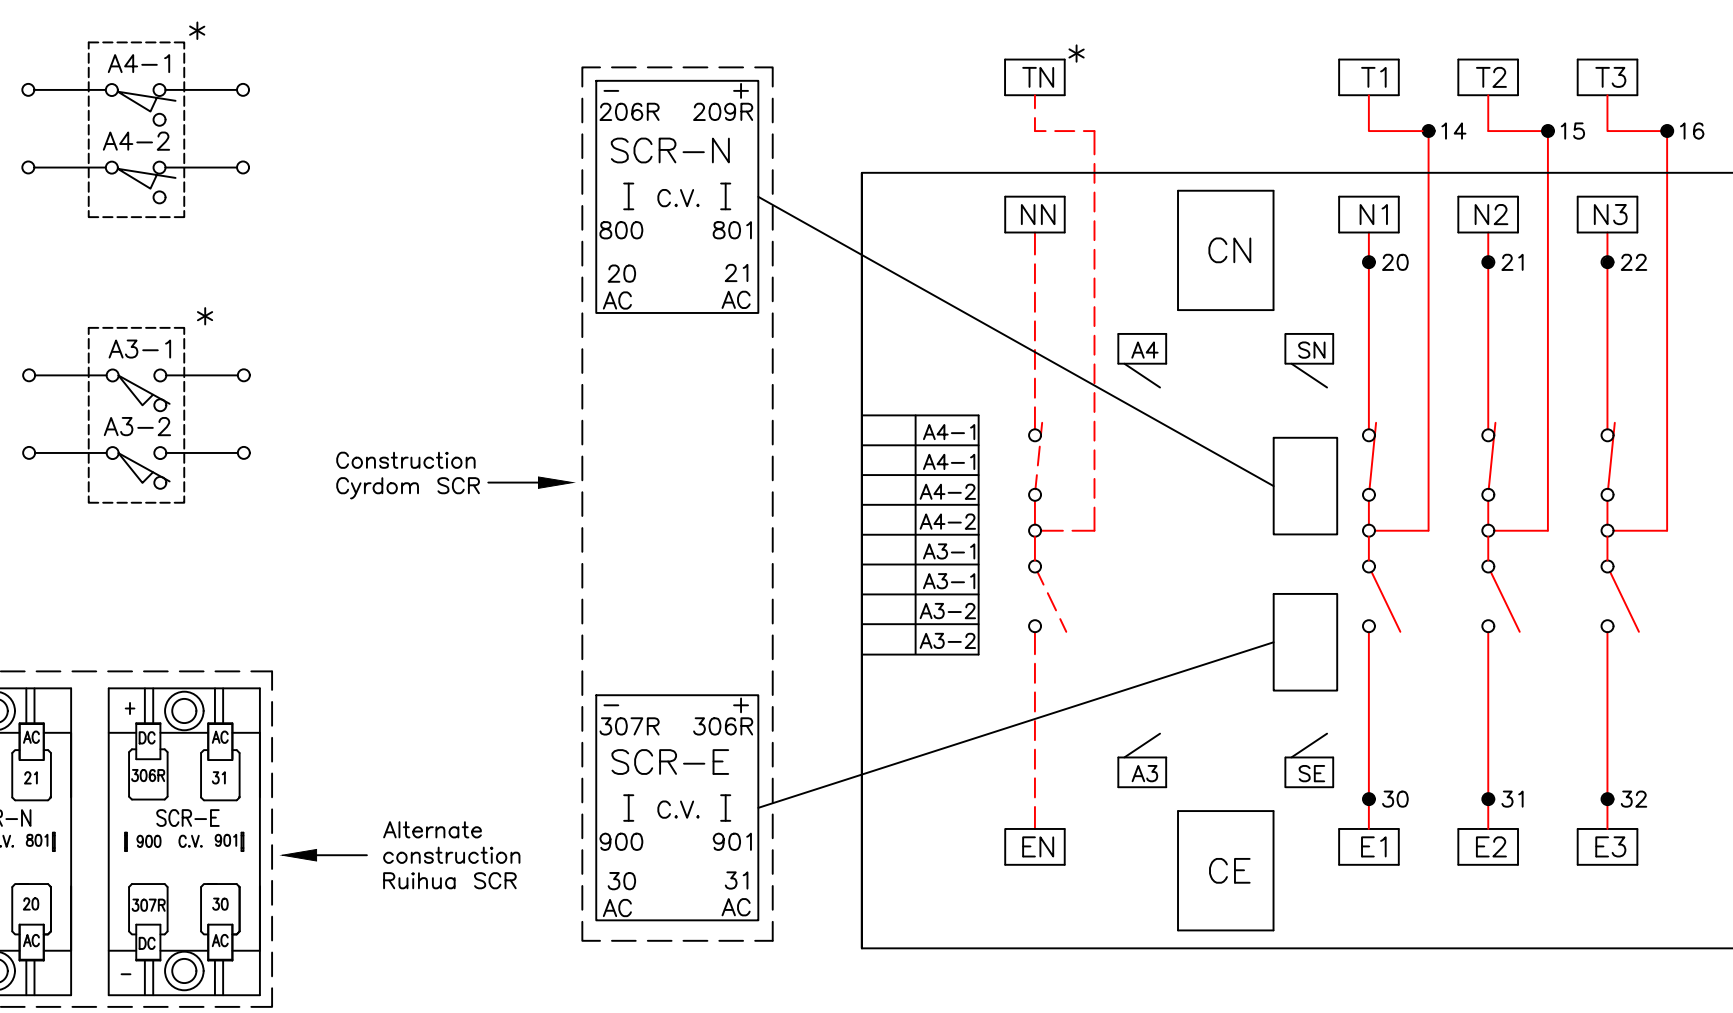 *
A4-1
A4-2
*
A3-1
A3-2
Construction
Cyrdom SCR
- +
206R 209R
SCR-N
C.V.
800 801
20 21
AC AC
- +
307R 306R
SCR-E
C.V.
900 901
30 31
AC AC
AC
21
R-N
.V. 801
20
AC
+
DC AC
306R 31
SCR-E
900 C.V. 901
307R 30
DC AC
-
Alternate
construction
Ruihua SCR
TN * T1 T2 T3
14 15 16
NN CN N1 N2 N3
20 21 22
A4 SN
A4-1
A4-1
A4-2
A4-2
A3-1
A3-1
A3-2
A3-2
A3 SE
30 31 32
EN CE E1 E2 E3